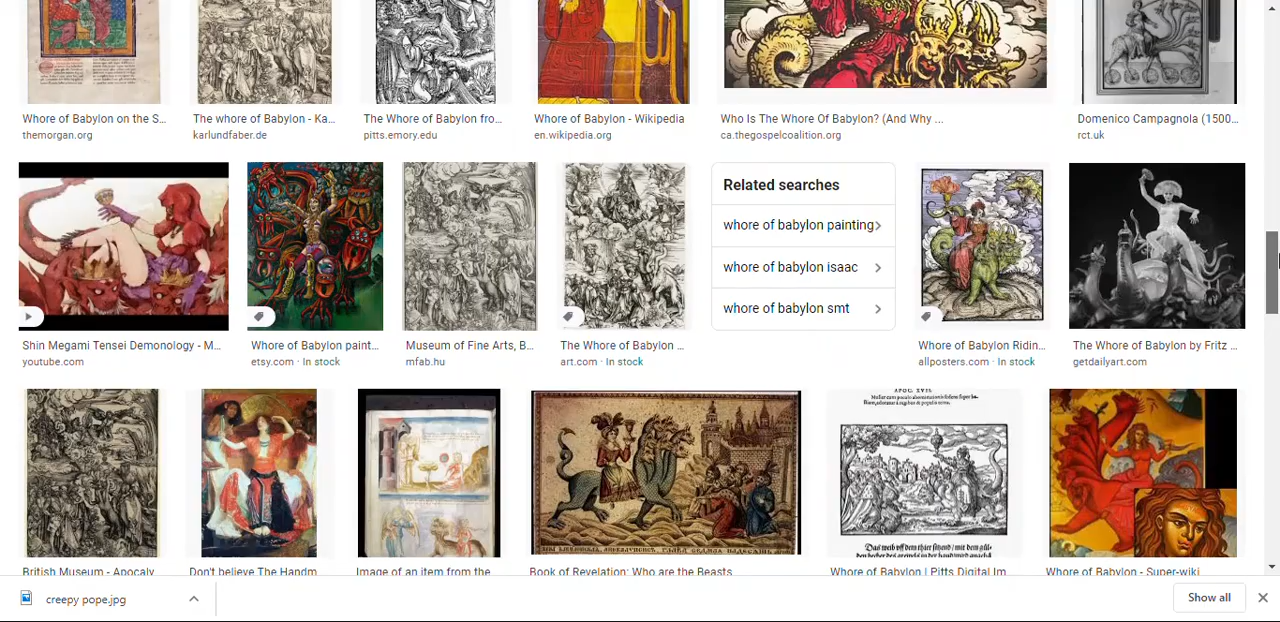 Whore of Babylon on the S...
themorgan.org
The whore of Babylon - Ka...
karlundfaber.de
The Whore of Babylon fro...
pitts.emory.edu
Whore of Babylon - Wikipedia
en.wikipedia.org
Who Is The Whore Of Babylon? (And Why ...
ca.thegospelcoalition.org
Domenico Campagnola (1500...
rct.uk
Shin Megami Tensei Demonology - M...
youtube.com
Whore of Babylon paint...
etsy.com · In stock
Museum of Fine Arts, B...
mfab.hu
The Whore of Babylon ...
art.com · In stock
Related searches
whore of babylon painting
whore of babylon isaac
whore of babylon smt
Whore of Babylon Ridin...
allposters.com · In stock
The Whore of Babylon by Fritz ...
getdailyart.com
British Museum - Apocaly
Don't believe The Handm
Image of an item from the
Book of Revelation: Who are the Beasts
APOC. XVII.
Whore of Babylon | Pitts Digital Im
Whore of Babylon - Super-wiki
creepy pope.jpg
Show all